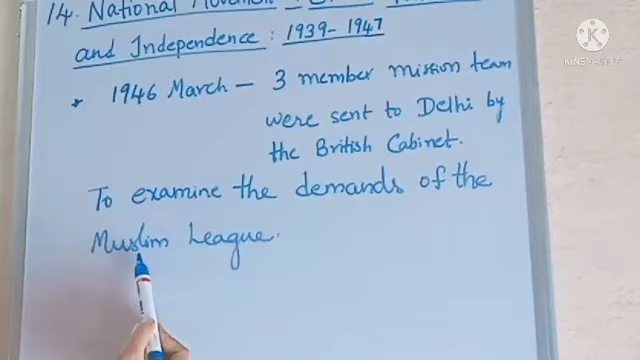 14. National Movement
and Independence : 1939 - 1947
* 1946 March - 3 member mission team
were sent to Delhi by
the British Cabinet.
To examine the demands of the
Muslim League.
KINEMASTER